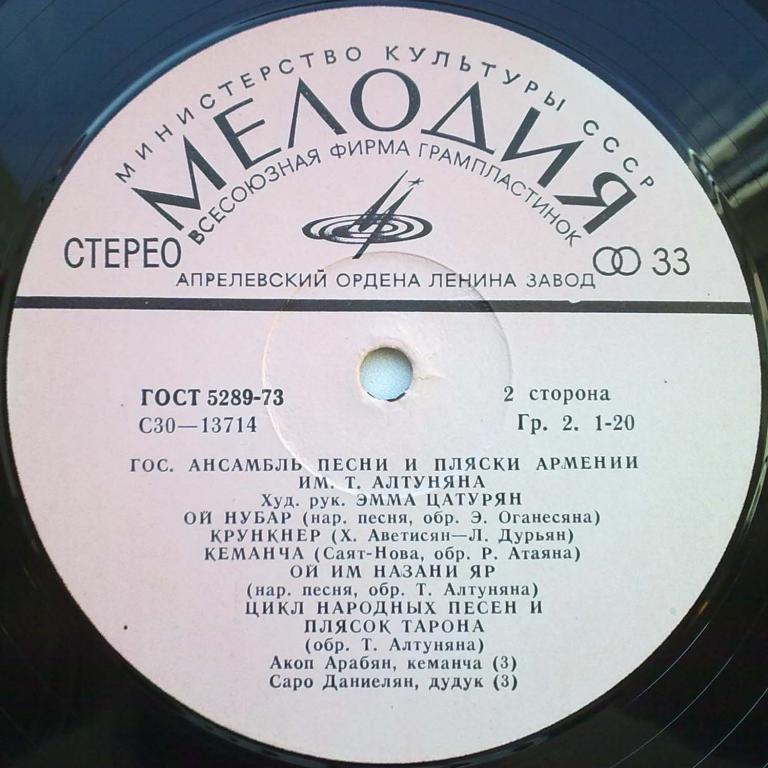 МИНИСТЕРСТВО КУЛЬТУРЫ СССР
МЕЛОДИЯ
ВСЕСОЮЗНАЯ ФИРМА ГРАМПЛАСТИНОК
СТЕРЕО 33
АПРЕЛЕВСКИЙ ОРДЕНА ЛЕНИНА ЗАВОД
ГОСТ 5289-73 2 сторона
С30—13714 Гр. 2. 1-20
ГОС. АНСАМБЛЬ ПЕСНИ И ПЛЯСКИ АРМЕНИИ
ИМ. Т. АЛТУНЯНА
Худ. рук. ЭММА ЦАТУРЯН
ОЙ НУБАР (нар. песня, обр. Э. Оганесяна)
КРУНКНЕР (Х. Аветисян—Л. Дурьян)
КЕМАНЧА (Саят-Нова, обр. Р. Атаяна)
ОЙ ИМ НАЗАНИ ЯР
(нар. песня, обр. Т. Алтуняна)
ЦИКЛ НАРОДНЫХ ПЕСЕН И
ПЛЯСОК ТАРОНА
(обр. Т. Алтуняна)
Акоп Арабян, кеманча (3)
Саро Даниелян, дудук (3)